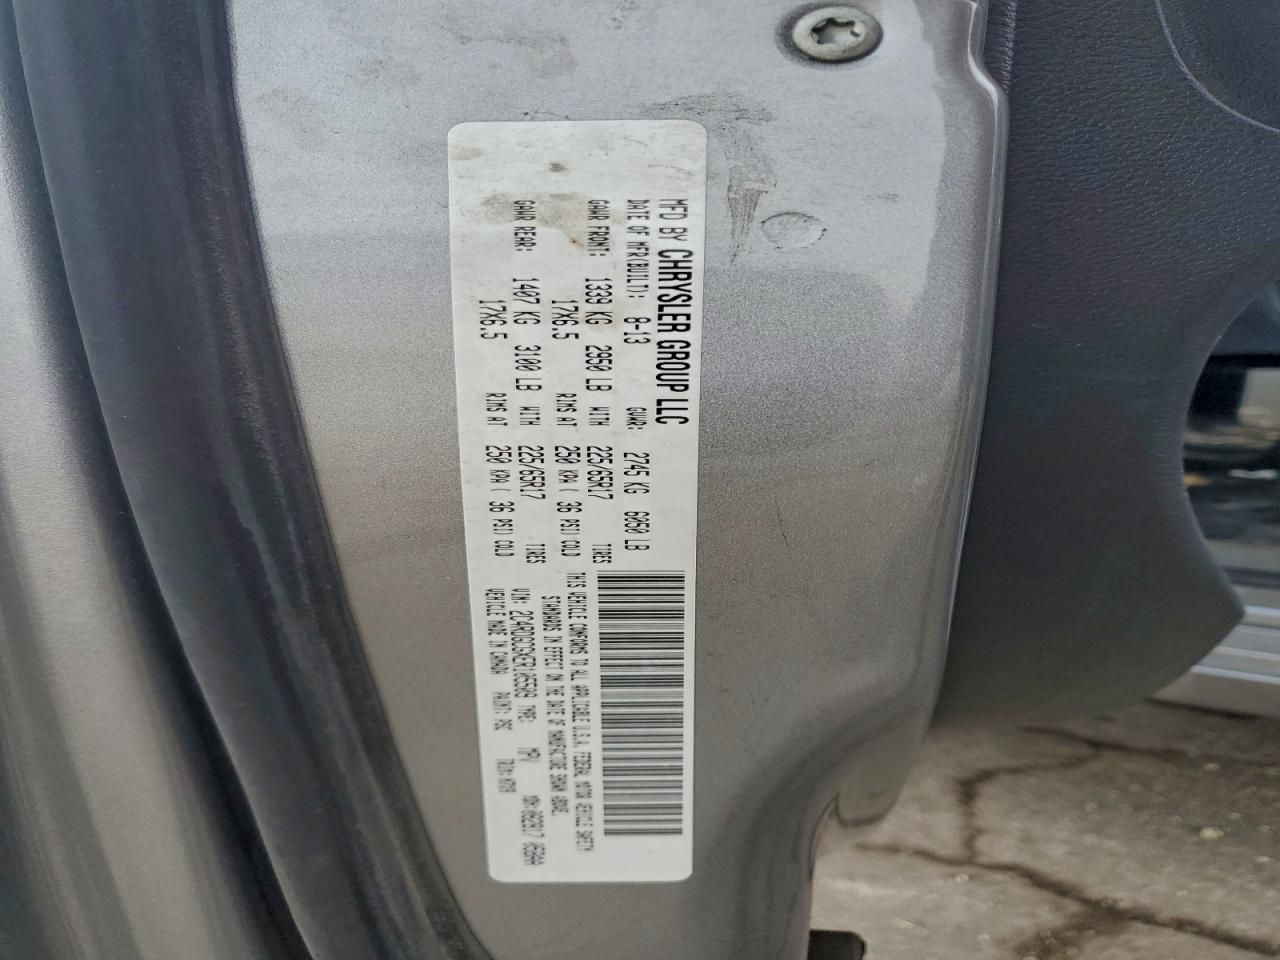 MFD BY CHRYSLER GROUP LLC
DATE OF MFR(BUILT): 8-13 GVWR: 2745 KG 6050 LB
GAWR FRONT: 1339 KG 2950 LB WITH 225/65R17 TIRES
17X6.5 RIMS AT 250 KPA( 36 PSI) COLD
GAWR REAR: 1407 KG 3100 LB WITH 225/65R17 TIRES
17X6.5 RIMS AT 250 KPA( 36 PSI) COLD
THIS VEHICLE CONFORMS TO ALL APPLICABLE U.S.A. FEDERAL MOTOR VEHICLE SAFETY
STANDARDS IN EFFECT ON THE DATE OF MANUFACTURE SHOWN ABOVE.
VIN: 2C4RDGCGXER106509 TYPE: MPV
VEHICLE MADE IN CANADA PAINT: PSC